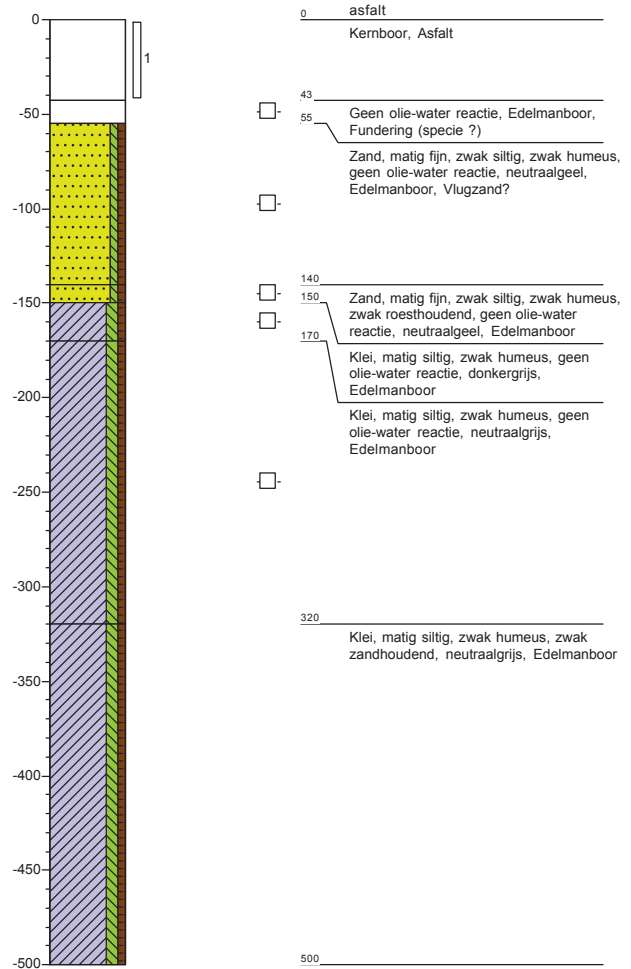 0
-50
-100
-150
-200
-250
-300
-350
-400
-450
-500
1
0
asfalt
Kernboor, Asfalt
43
Geen olie-water reactie, Edelmanboor,
Fundering (specie ?)
55
Zand, matig fijn, zwak siltig, zwak humeus,
geen olie-water reactie, neutraalgeel,
Edelmanboor, Vlugzand?
140
Zand, matig fijn, zwak siltig, zwak humeus,
zwak roesthoudend, geen olie-water
reactie, neutraalgeel, Edelmanboor
150
Klei, matig siltig, zwak humeus, geen
olie-water reactie, donkergrijs,
Edelmanboor
170
Klei, matig siltig, zwak humeus, geen
olie-water reactie, neutraalgrijs,
Edelmanboor
320
Klei, matig siltig, zwak humeus, zwak
zandhoudend, neutraalgrijs, Edelmanboor
500